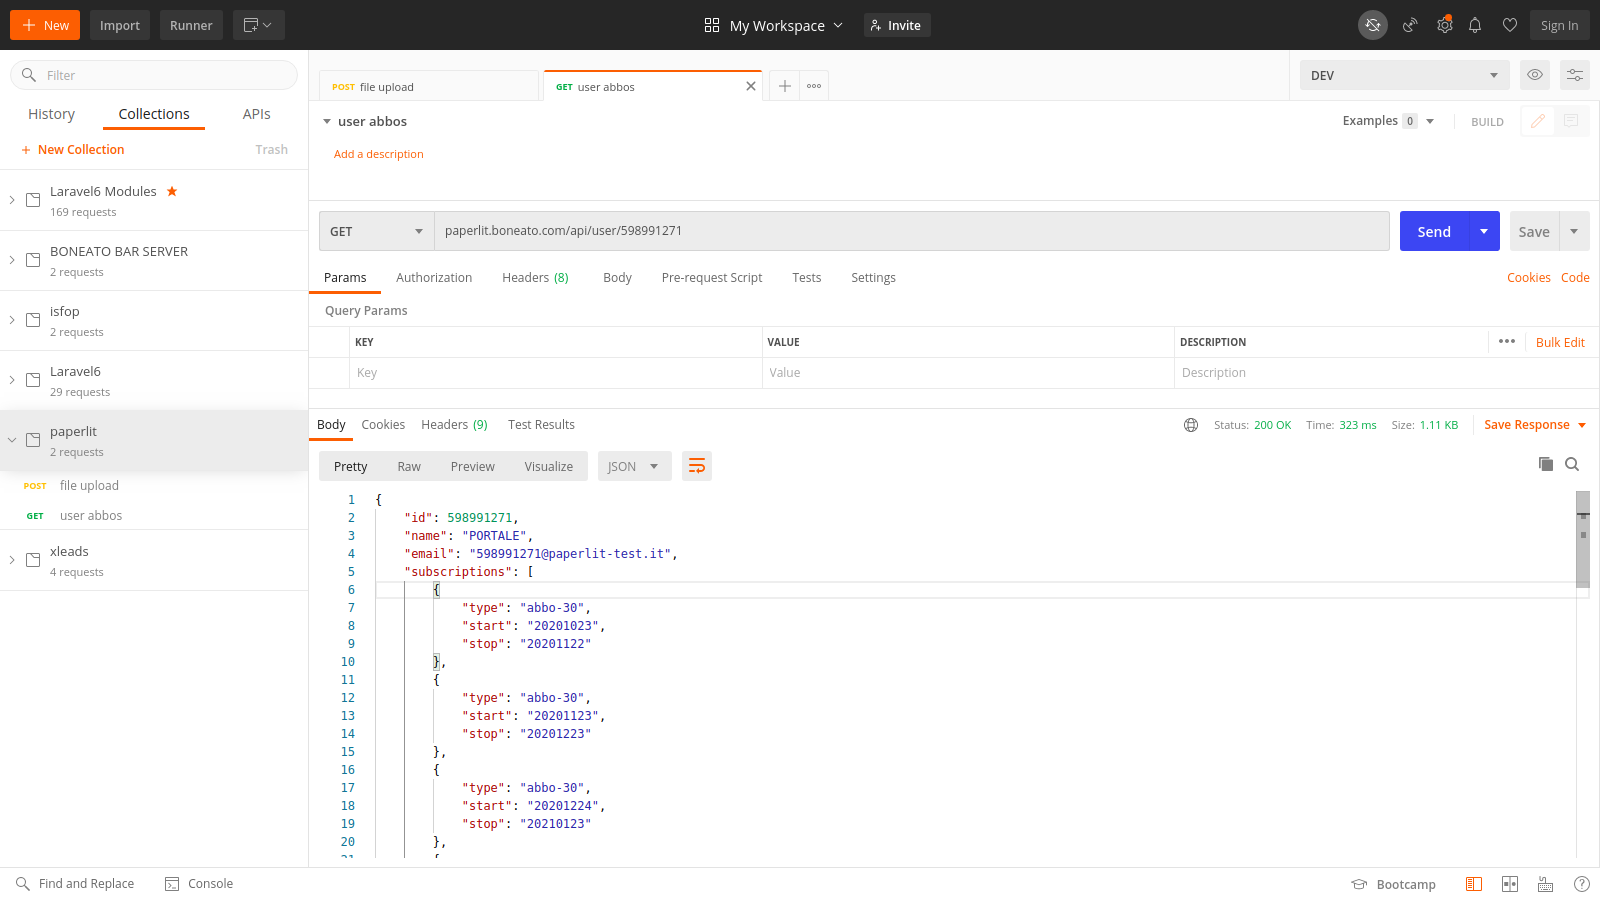 New
Import
Runner
My Workspace
Invite
Sign In
Filter
History
Collections
APIs
New Collection
Trash
Laravel6 Modules
169 requests
BONEATO BAR SERVER
2 requests
isfop
2 requests
Laravel6
29 requests
paperlit
2 requests
POST file upload
GET user abbos
xleads
4 requests
POST file upload
GET user abbos
DEV
user abbos
Examples 0
BUILD
Add a description
GET
paperlit.boneato.com/api/user/598991271
Send
Save
Params
Authorization
Headers (8)
Body
Pre-request Script
Tests
Settings
Cookies
Code
Query Params
KEY
VALUE
DESCRIPTION
Bulk Edit
Key
Value
Description
Body
Cookies
Headers (9)
Test Results
Status: 200 OK
Time: 323 ms
Size: 1.11 KB
Save Response
Pretty
Raw
Preview
Visualize
JSON
1 {
2 "id": 598991271,
3 "name": "PORTALE",
4 "email": "598991271@paperlit-test.it",
5 "subscriptions": [
6 {
7 "type": "abbo-30",
8 "start": "20201023",
9 "stop": "20201122"
10 },
11 {
12 "type": "abbo-30",
13 "start": "20201123",
14 "stop": "20201223"
15 },
16 {
17 "type": "abbo-30",
18 "start": "20201224",
19 "stop": "20210123"
20 },
21 {
Find and Replace
Console
Bootcamp